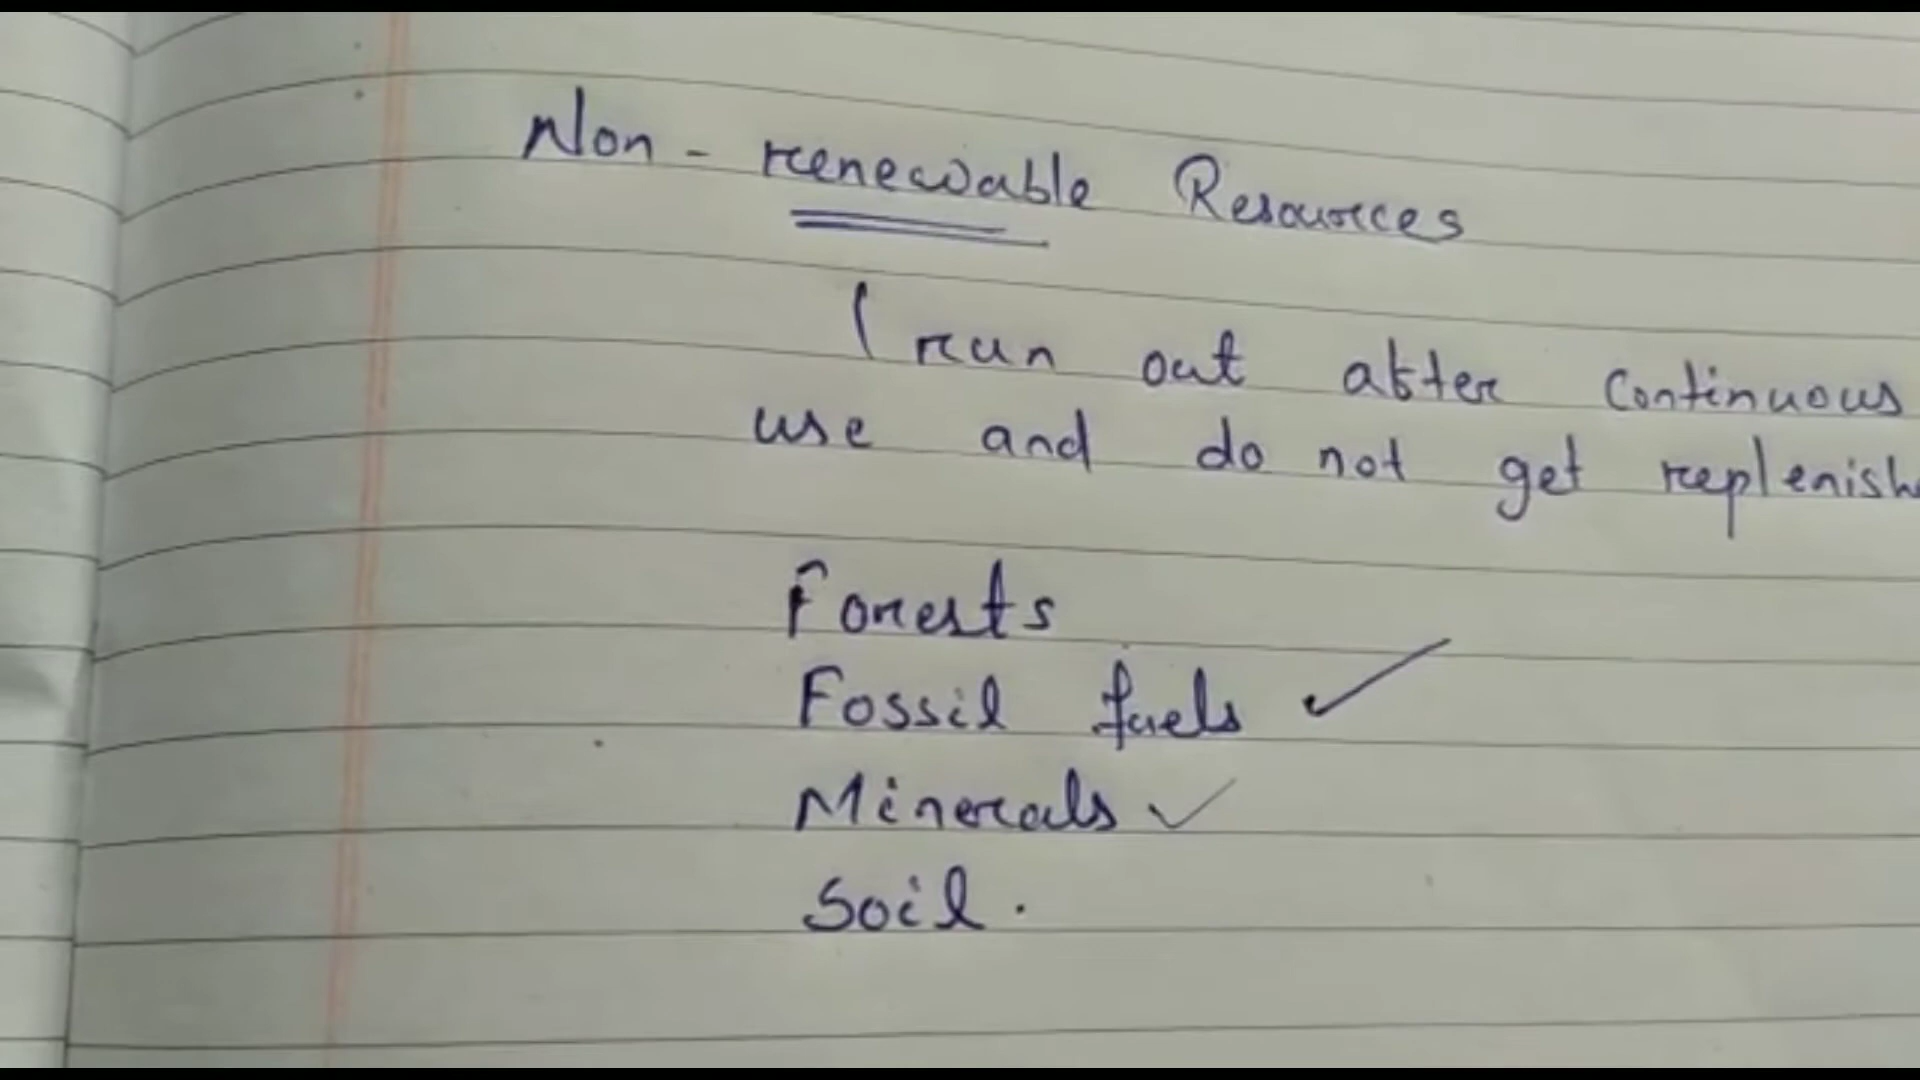 Non - renewable Resources
( run out after continuous
use and do not get replenish
Forests
Fossil fuels ✓
Minerals ✓
Soil.